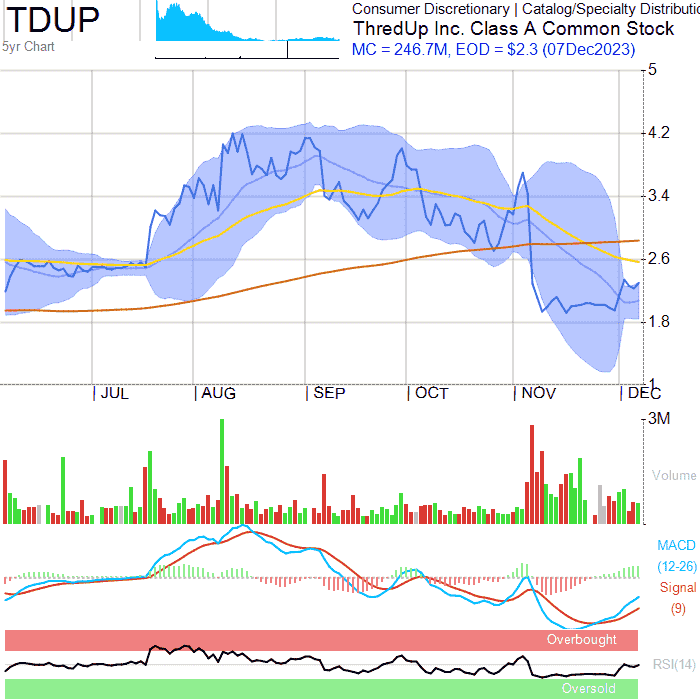 TDUP
5yr Chart
Consumer Discretionary | Catalog/Specialty Distributio
ThredUp Inc. Class A Common Stock
MC = 246.7M, EOD = $2.3 (07Dec2023)
5
4.2
3.4
2.6
1.8
1
JUL AUG SEP OCT NOV DEC
3M
Volume
MACD
(12-26)
Signal
(9)
Overbought
RSI(14)
Oversold